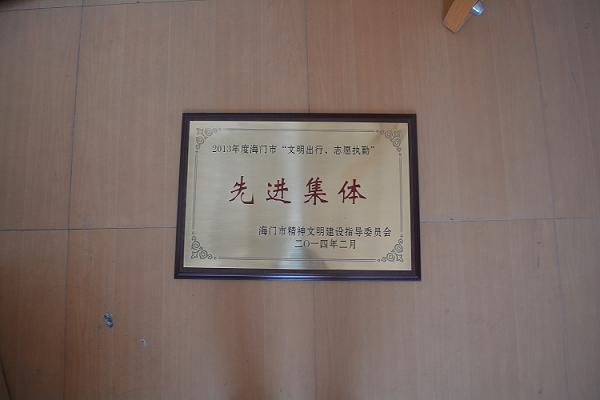 2013年度海门市“文明出行、志愿执勤”
先进集体
海门市精神文明建设指导委员会
二〇一四年二月